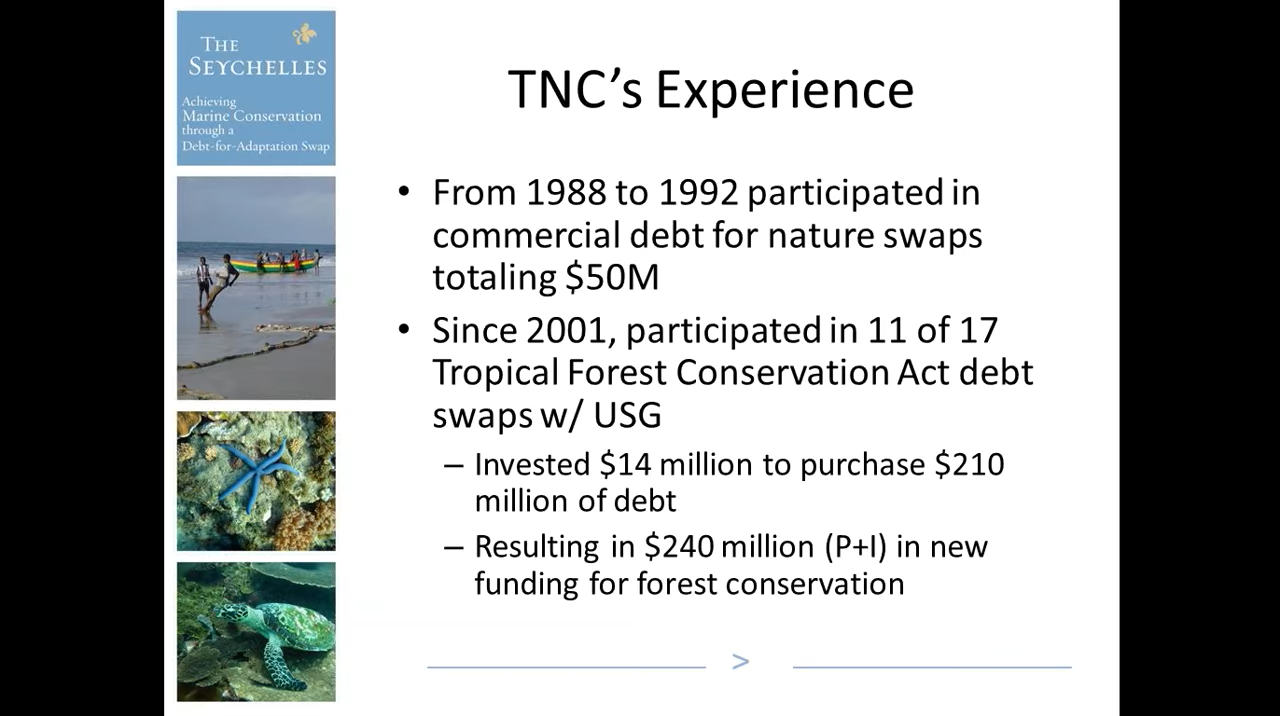 THE
SEYCHELLES
Achieving
Marine Conservation
through a
Debt-for-Adaptation Swap
TNC’s Experience
• From 1988 to 1992 participated in
commercial debt for nature swaps
totaling $50M
• Since 2001, participated in 11 of 17
Tropical Forest Conservation Act debt
swaps w/ USG
– Invested $14 million to purchase $210
million of debt
– Resulting in $240 million (P+I) in new
funding for forest conservation
>